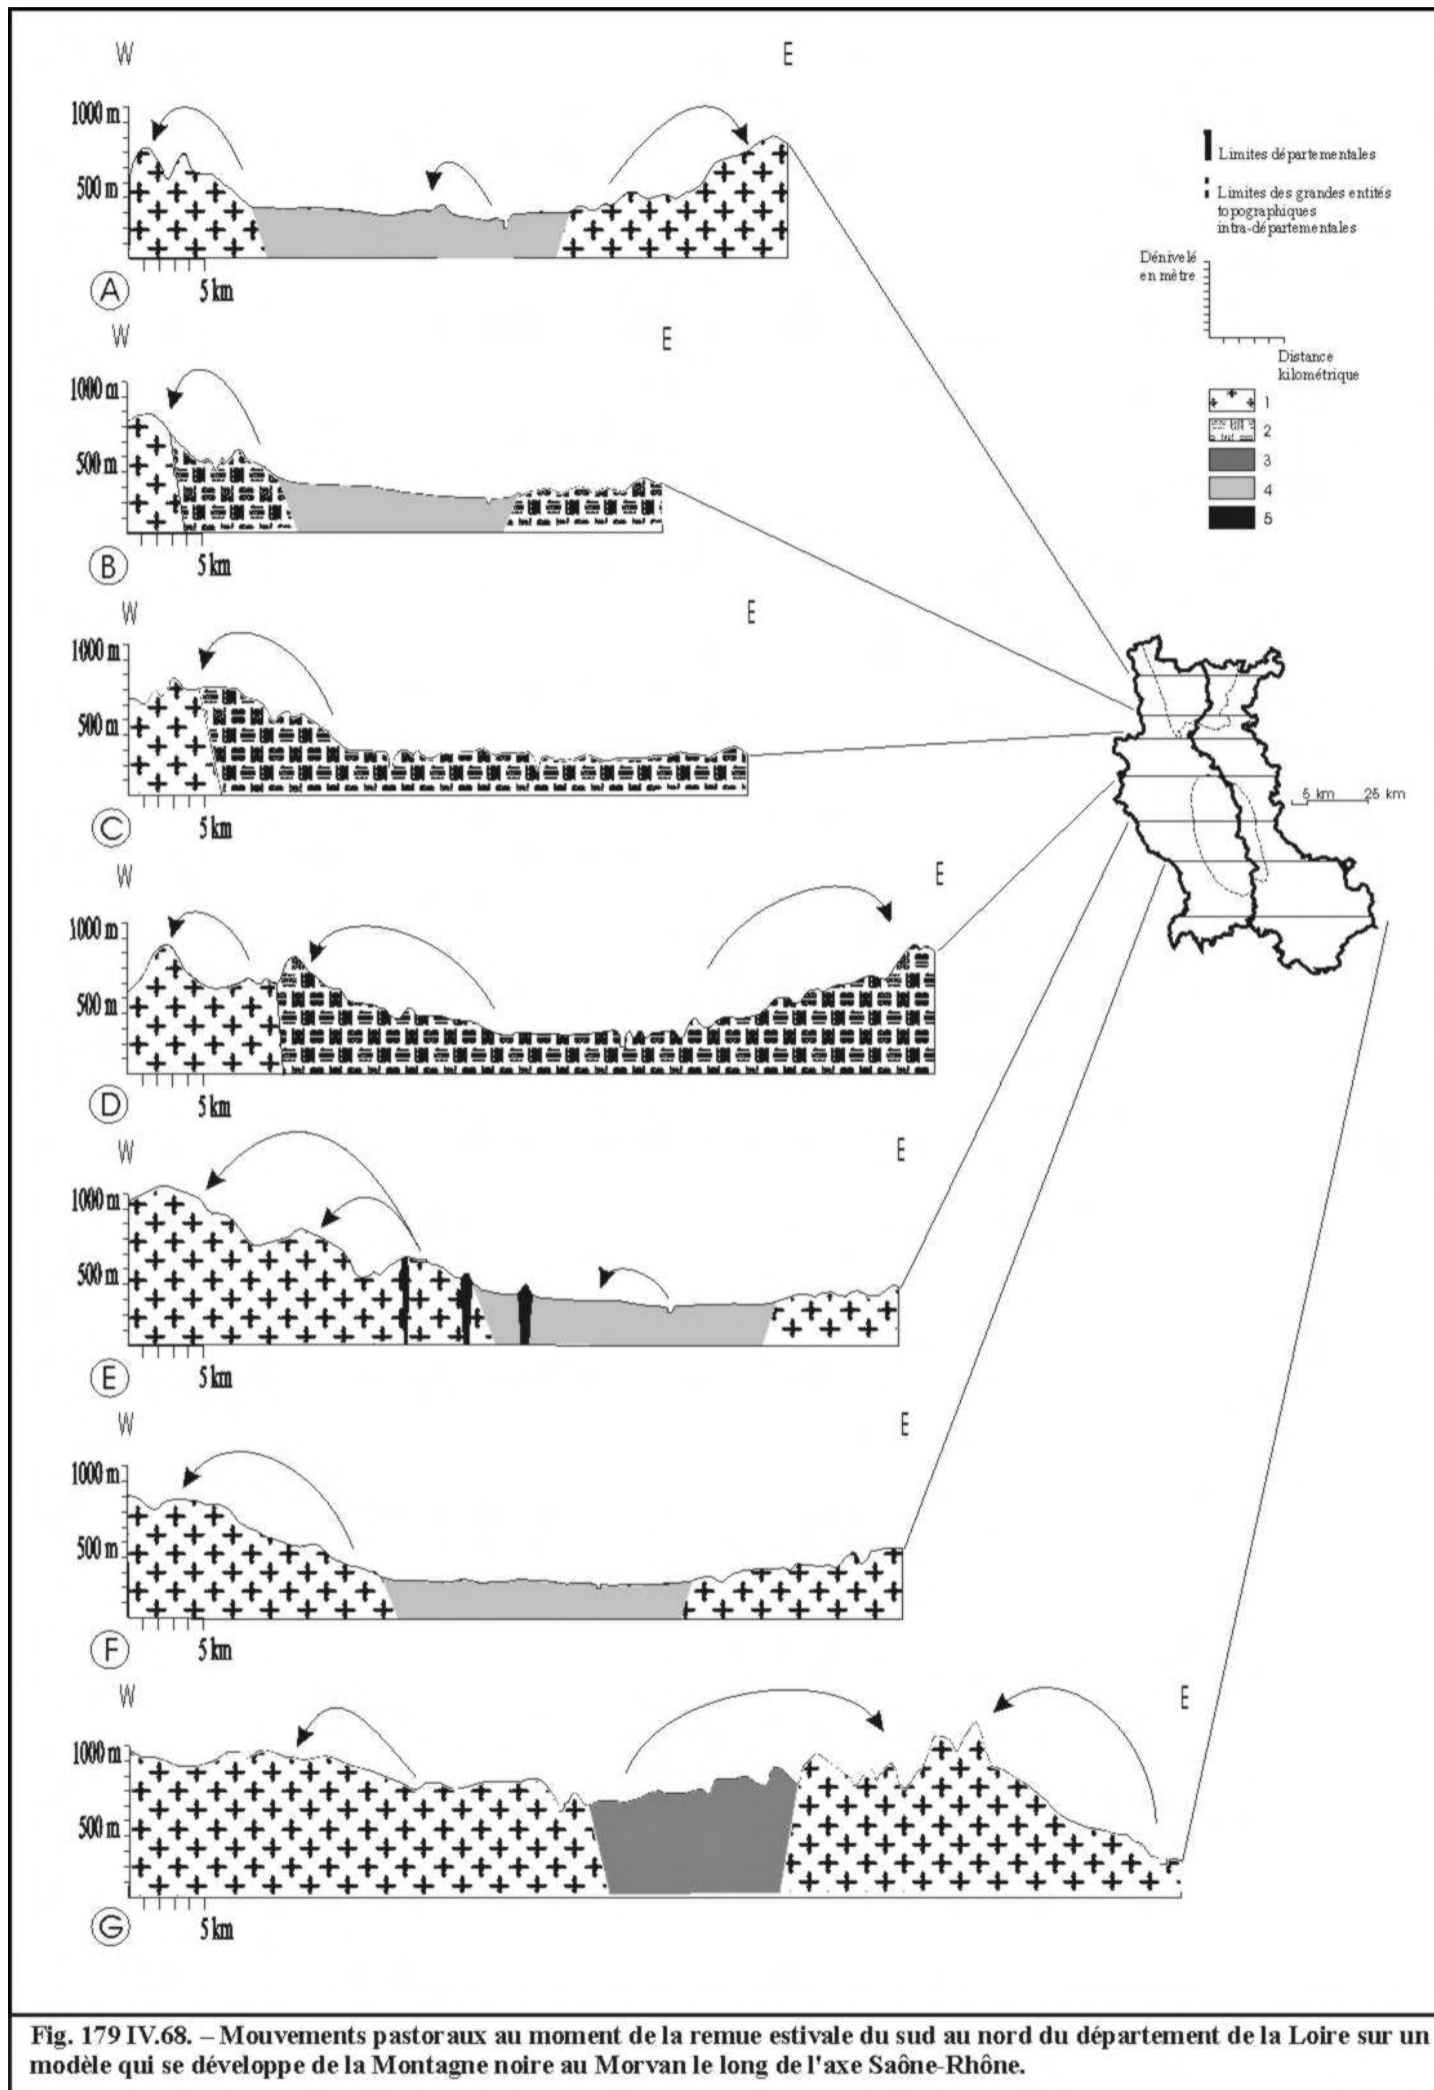 W E
1000 m
500 m
5 km
A
Limites départementales
Limites des grandes entités
topographiques
intra-départementales
Dénivelé
en mètre
Distance
kilométrique
1
2
3
4
5
W E
1000 m
500 m
5 km
B
W E
1000 m
500 m
5 km
C
5 km 25 km
W E
1000 m
500 m
5 km
D
W E
1000 m
500 m
5 km
E
W E
1000 m
500 m
5 km
F
W E
1000 m
500 m
5 km
G
Fig. 179 IV.68. – Mouvements pastoraux au moment de la remue estivale du sud au nord du département de la Loire sur un
modèle qui se développe de la Montagne noire au Morvan le long de l'axe Saône-Rhône.